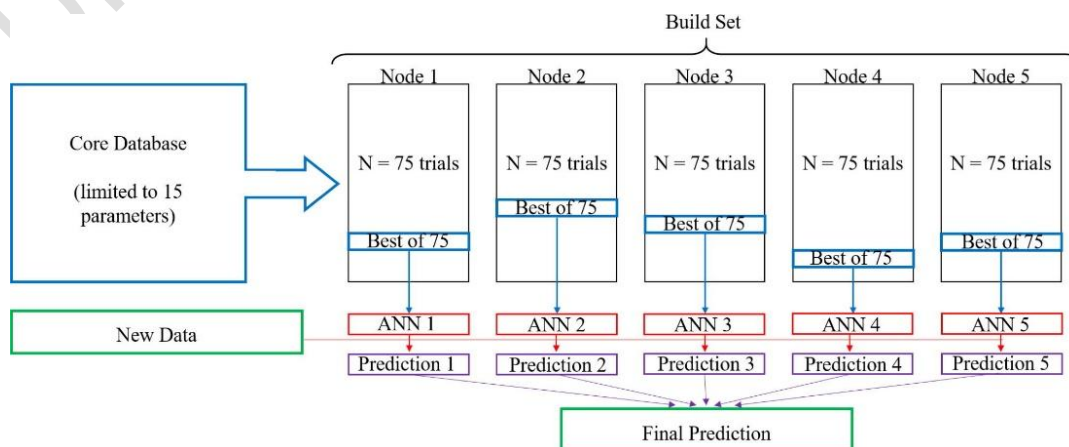 Build Set
Node 1 Node 2 Node 3 Node 4 Node 5
Core Database
(limited to 15
parameters)
N = 75 trials N = 75 trials N = 75 trials N = 75 trials N = 75 trials
Best of 75 Best of 75 Best of 75 Best of 75 Best of 75
New Data
ANN 1 ANN 2 ANN 3 ANN 4 ANN 5
Prediction 1 Prediction 2 Prediction 3 Prediction 4 Prediction 5
Final Prediction